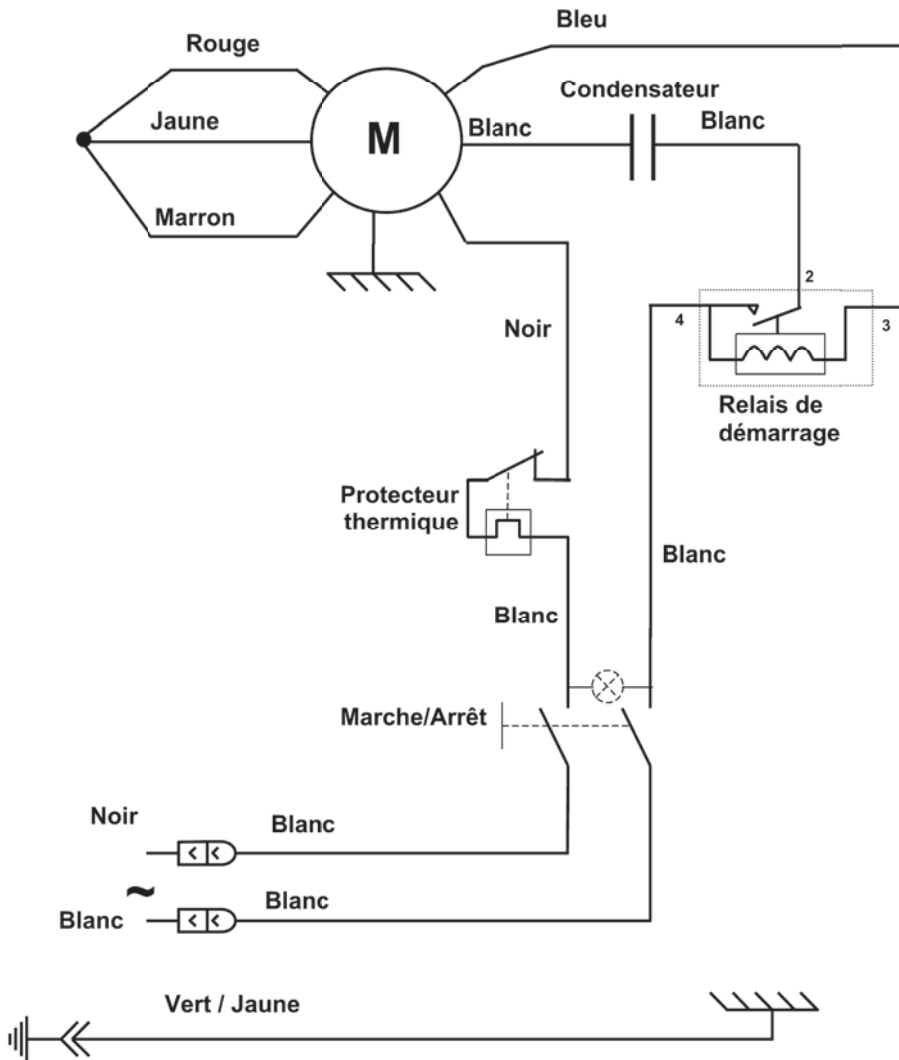 Bleu
Rouge
Condensateur
Jaune
M
Blanc
Blanc
Marron
2
Noir
4
3
Relais de
démarrage
Protecteur
thermique
Blanc
Blanc
Marche/Arrêt
Noir
Blanc
~
Blanc
Blanc
Vert / Jaune